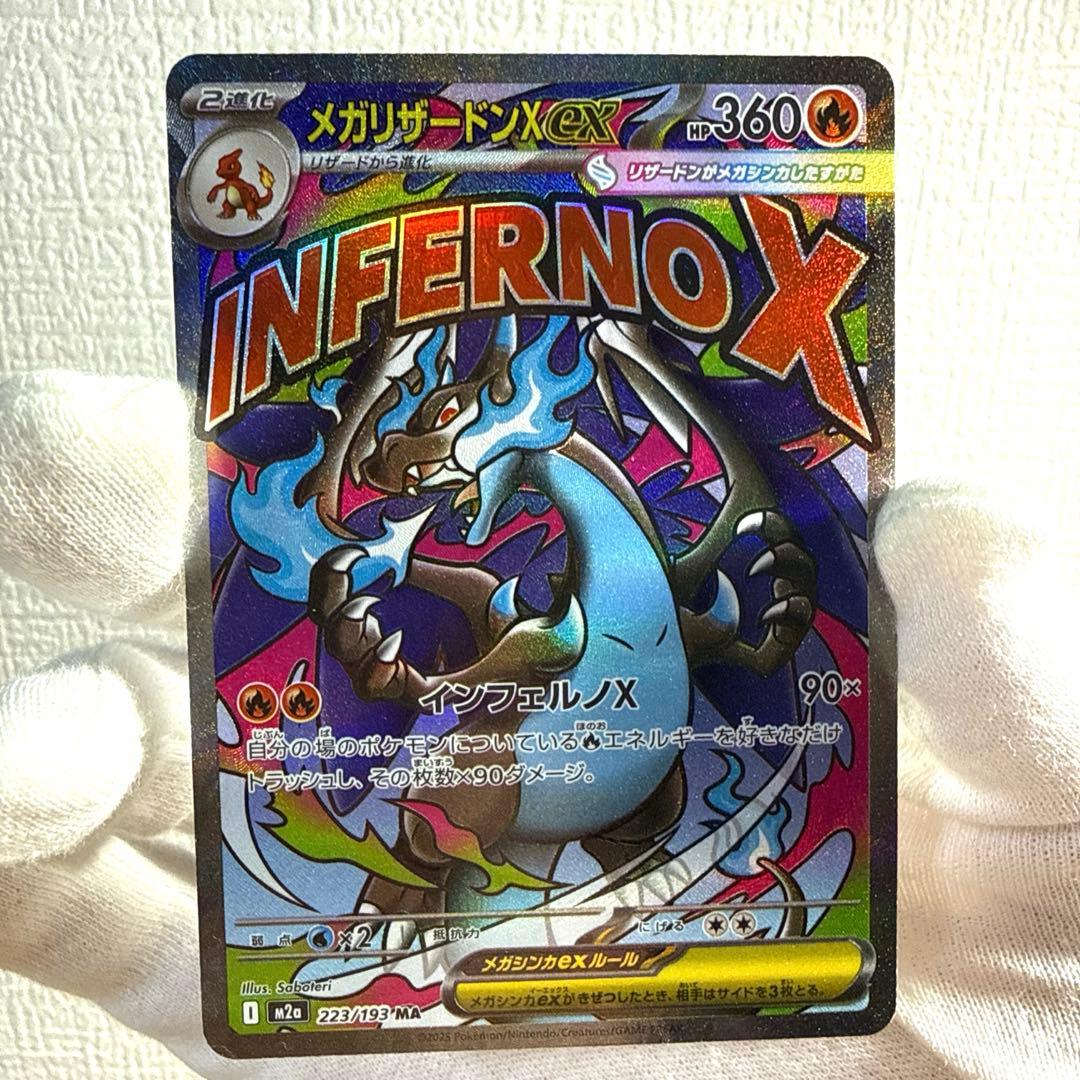 2進化
メガリザードンXex
HP360
リザードから進化
リザードンがメガシンカしたすがた
INFERNO X
インフェルノX
90×
自分の場のポケモンについているエネルギーを好きなだけ
トラッシュし、その枚数×90ダメージ。
弱点 ×2 抵抗力 にげる
メガシンカexルール
メガシンカexがきぜつしたとき、相手はサイドを3枚とる。
Illus. Saboteri
I m2a 223/193 MA
©2025 Pokémon/Nintendo/Creatures/GAME FREAK